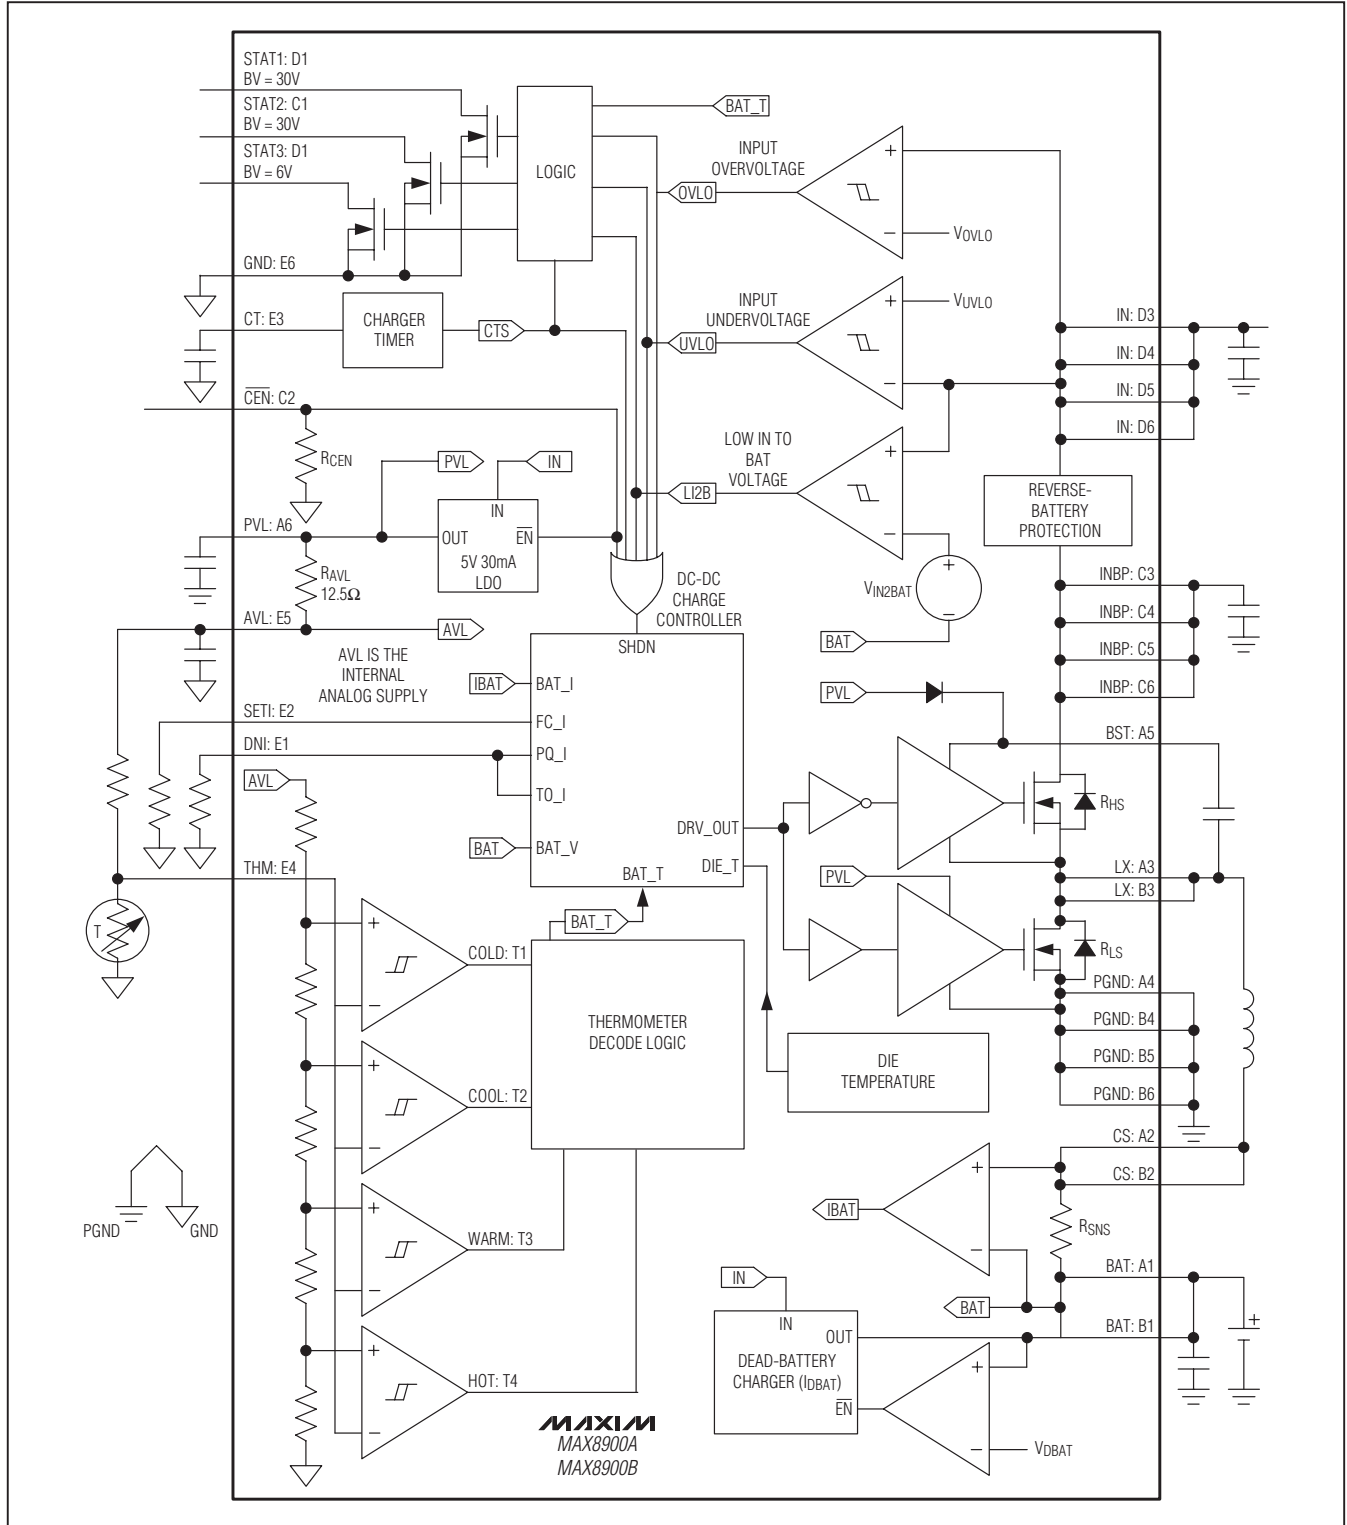 STAT1: D1
BV = 30V
STAT2: C1
BV = 30V
STAT3: D1
BV = 6V
GND: E6
CT: E3
CHARGER
TIMER
CTS
LOGIC
BAT_T
INPUT
OVERVOLTAGE
OVLO
+
−
VOVLO
INPUT
UNDERVOLTAGE
UVLO
+
−
VUVLO
LOW IN TO
BAT
VOLTAGE
LI2B
+
−
VIN2BAT
+
−
BAT
IN: D3
IN: D4
IN: D5
IN: D6
REVERSE-
BATTERY
PROTECTION
INBP: C3
INBP: C4
INBP: C5
INBP: C6
CEN: C2
RCEN
PVL
IN
PVL: A6
IN
OUT
EN
5V 30mA
LDO
RAVL
12.5Ω
AVL: E5
AVL
AVL IS THE
INTERNAL
ANALOG SUPPLY
DC-DC
CHARGE
CONTROLLER
SHDN
IBAT
BAT_I
SETI: E2
FC_I
DNI: E1
PQ_I
TO_I
BAT
BAT_V
DRV_OUT
DIE_T
BAT_T
PVL
BST: A5
RHS
LX: A3
LX: B3
PVL
RLS
PGND: A4
PGND: B4
PGND: B5
PGND: B6
AVL
THM: E4
T
BAT_T
+
−
COLD: T1
+
−
COOL: T2
+
−
WARM: T3
+
−
HOT: T4
THERMOMETER
DECODE LOGIC
DIE
TEMPERATURE
PGND
GND
CS: A2
CS: B2
+
−
IBAT
RSNS
BAT: A1
BAT
BAT: B1
+
IN
IN
OUT
DEAD-BATTERY
CHARGER (IDBAT)
EN
+
−
VDBAT
MAXIM
MAX8900A
MAX8900B